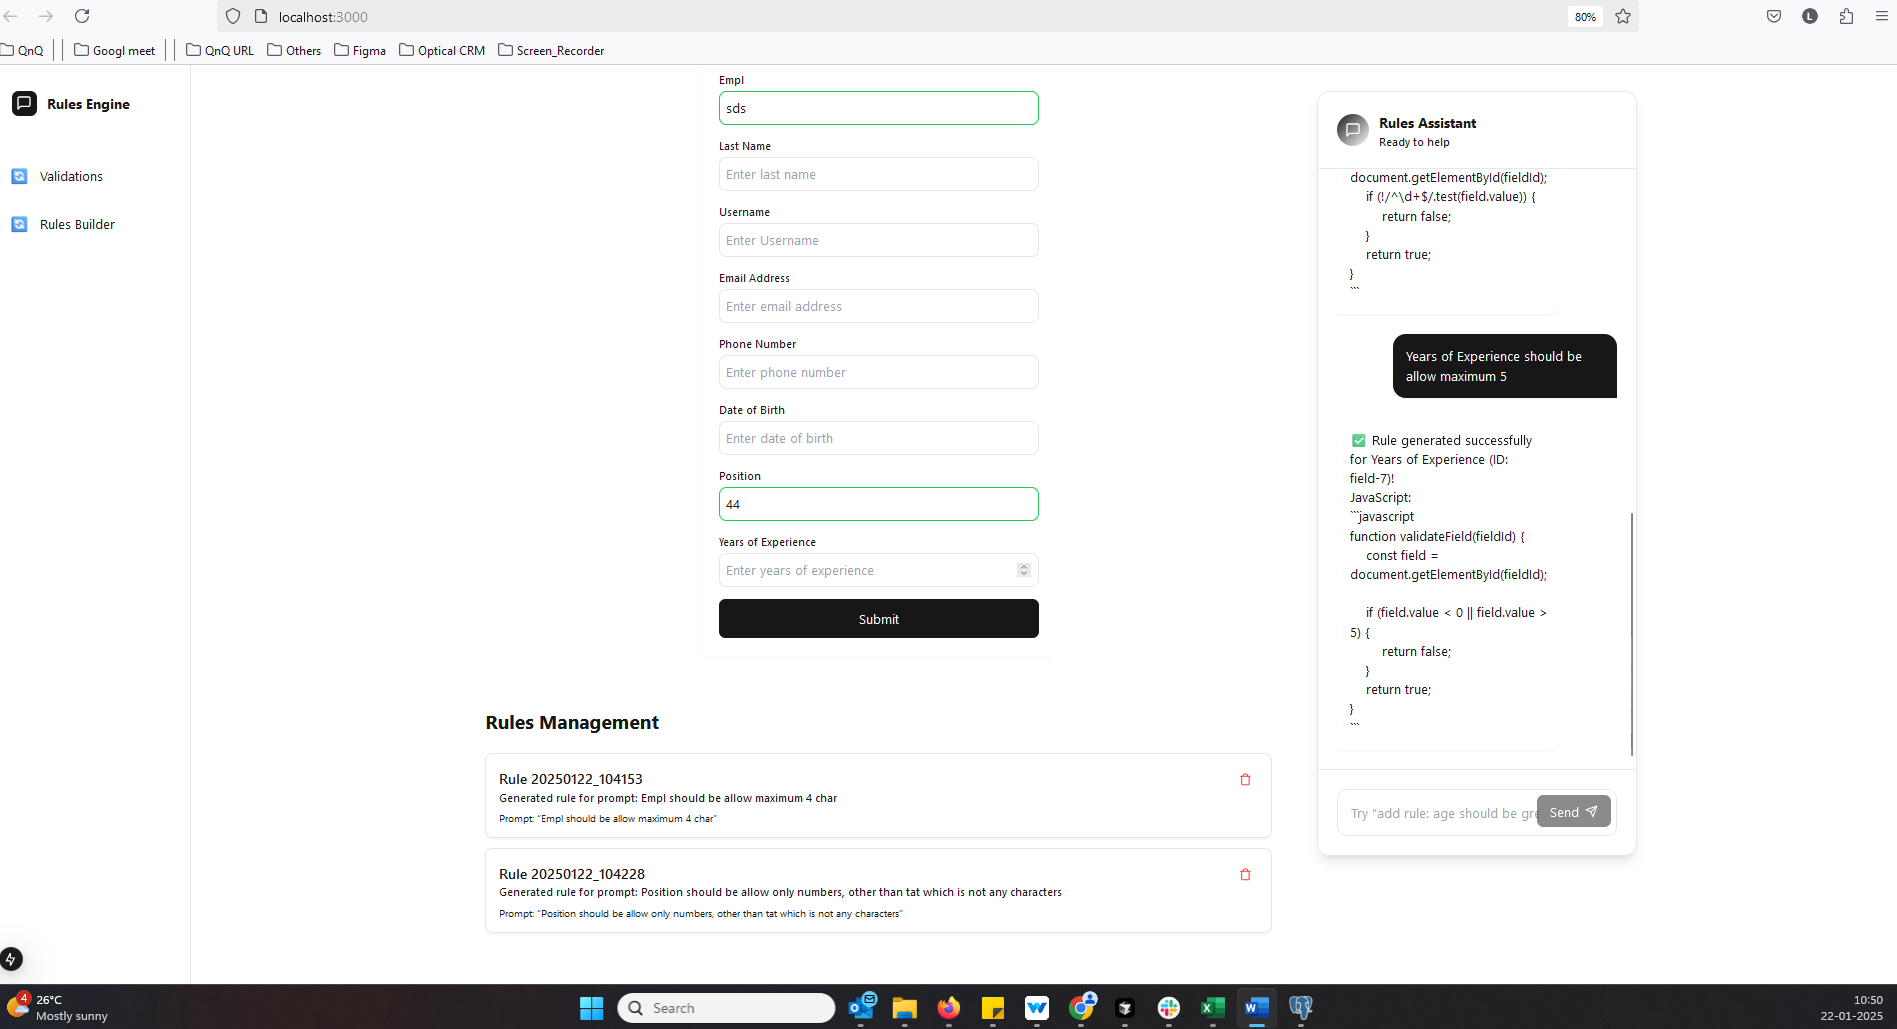 localhost:3000
80%
L
QnQ
Googl meet
QnQ URL
Others
Figma
Optical CRM
Screen_Recorder
Rules Engine
Validations
Rules Builder
Empl
sds
Last Name
Enter last name
Username
Enter Username
Email Address
Enter email address
Phone Number
Enter phone number
Date of Birth
Enter date of birth
Position
44
Years of Experience
Enter years of experience
Submit
Rules Management
Rule 20250122_104153
Generated rule for prompt: Empl should be allow maximum 4 char
Prompt: "Empl should be allow maximum 4 char"
Rule 20250122_104228
Generated rule for prompt: Position should be allow only numbers, other than tat which is not any characters
Prompt: "Position should be allow only numbers, other than tat which is not any characters"
Rules Assistant
Ready to help
document.getElementById(fieldId);
if (!/^\d+$/.test(field.value)) {
return false;
}
return true;
}
```
Years of Experience should be
allow maximum 5
✅ Rule generated successfully
for Years of Experience (ID:
field-7)!
JavaScript:
```javascript
function validateField(fieldId) {
const field =
document.getElementById(fieldId);
if (field.value < 0 || field.value >
5) {
return false;
}
return true;
}
```
Try "add rule: age should be gre
Send
4
26°C
Mostly sunny
Search
10:50
22-01-2025